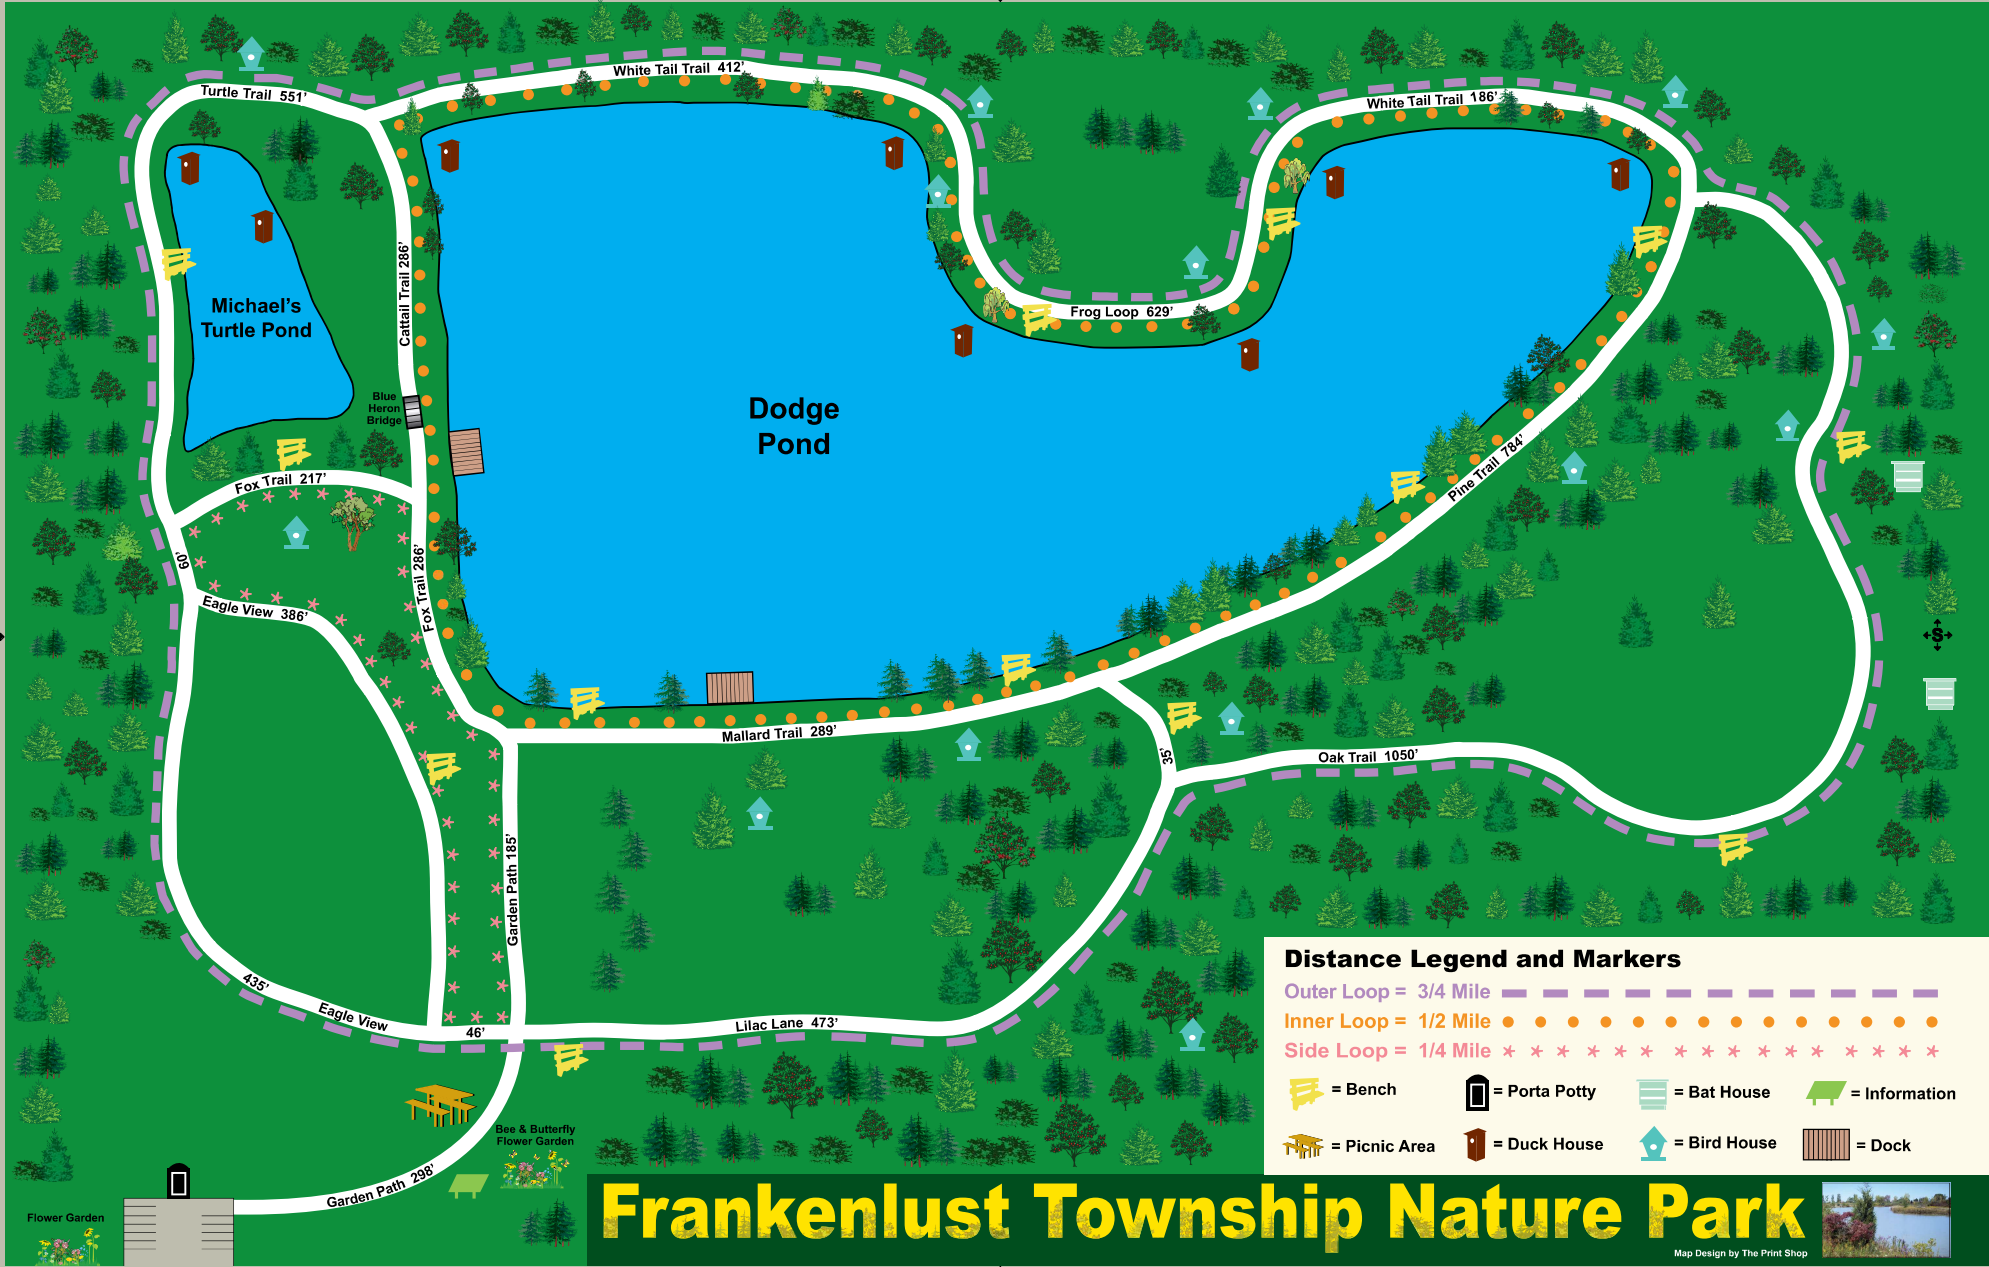 White Tail Trail 412'
Turtle Trail 551'
White Tail Trail 186'
Cattail Trail 286'
Michael's
Turtle Pond
Frog Loop 629'
Blue
Heron
Bridge
Dodge
Pond
Fox Trail 217'
Pine Trail 784'
60'
Fox Trail 286'
Eagle View 386'
Mallard Trail 289'
35'
Oak Trail 1050'
Garden Path 185'
435'
Eagle View
46'
Lilac Lane 473'
Bee & Butterfly
Flower Garden
Garden Path 298'
Flower Garden
S
Distance Legend and Markers
Outer Loop = 3/4 Mile
Inner Loop = 1/2 Mile
Side Loop = 1/4 Mile
= Bench
= Porta Potty
= Bat House
= Information
= Picnic Area
= Duck House
= Bird House
= Dock
Frankenlust Township Nature Park
Map Design by The Print Shop